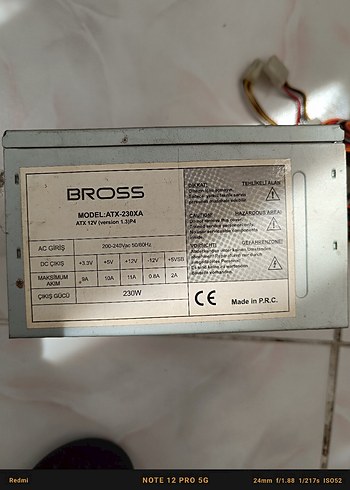 BROSS
MODEL:ATX-230XA
ATX 12V (version 1.3)P4
AC GİRİŞ 200-240Vac 50/60Hz
DC ÇIKIŞ +3.3V +5V +12V -12V +5VSB
MAKSİMUM AKIM 9A 10A 11A 0.8A 2A
ÇIKIŞ GÜCÜ 230W
DİKKAT! TEHLİKELİ ALAN
CAUTION! HAZARDOUS AREA!
VORSICHT! GEFAHRENZONE!
CE Made in P.R.C.
Redmi NOTE 12 PRO 5G 24mm f/1.88 1/217s ISO52